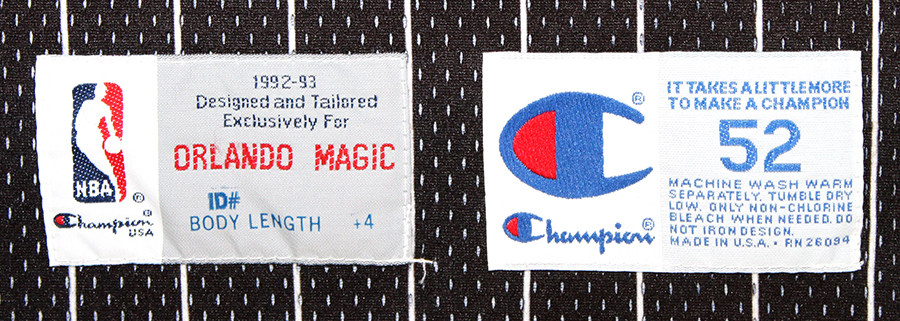 1992-93
Designed and Tailored
Exclusively For
ORLANDO MAGIC
ID#
BODY LENGTH +4
NBA
®
Champion®
USA
®
Champion®
IT TAKES A LITTLE MORE
TO MAKE A CHAMPION
52
MACHINE WASH WARM
SEPARATELY. TUMBLE DRY
LOW. ONLY NON-CHLORINE
BLEACH WHEN NEEDED. DO
NOT IRON DESIGN.
MADE IN U.S.A. • RN 26094